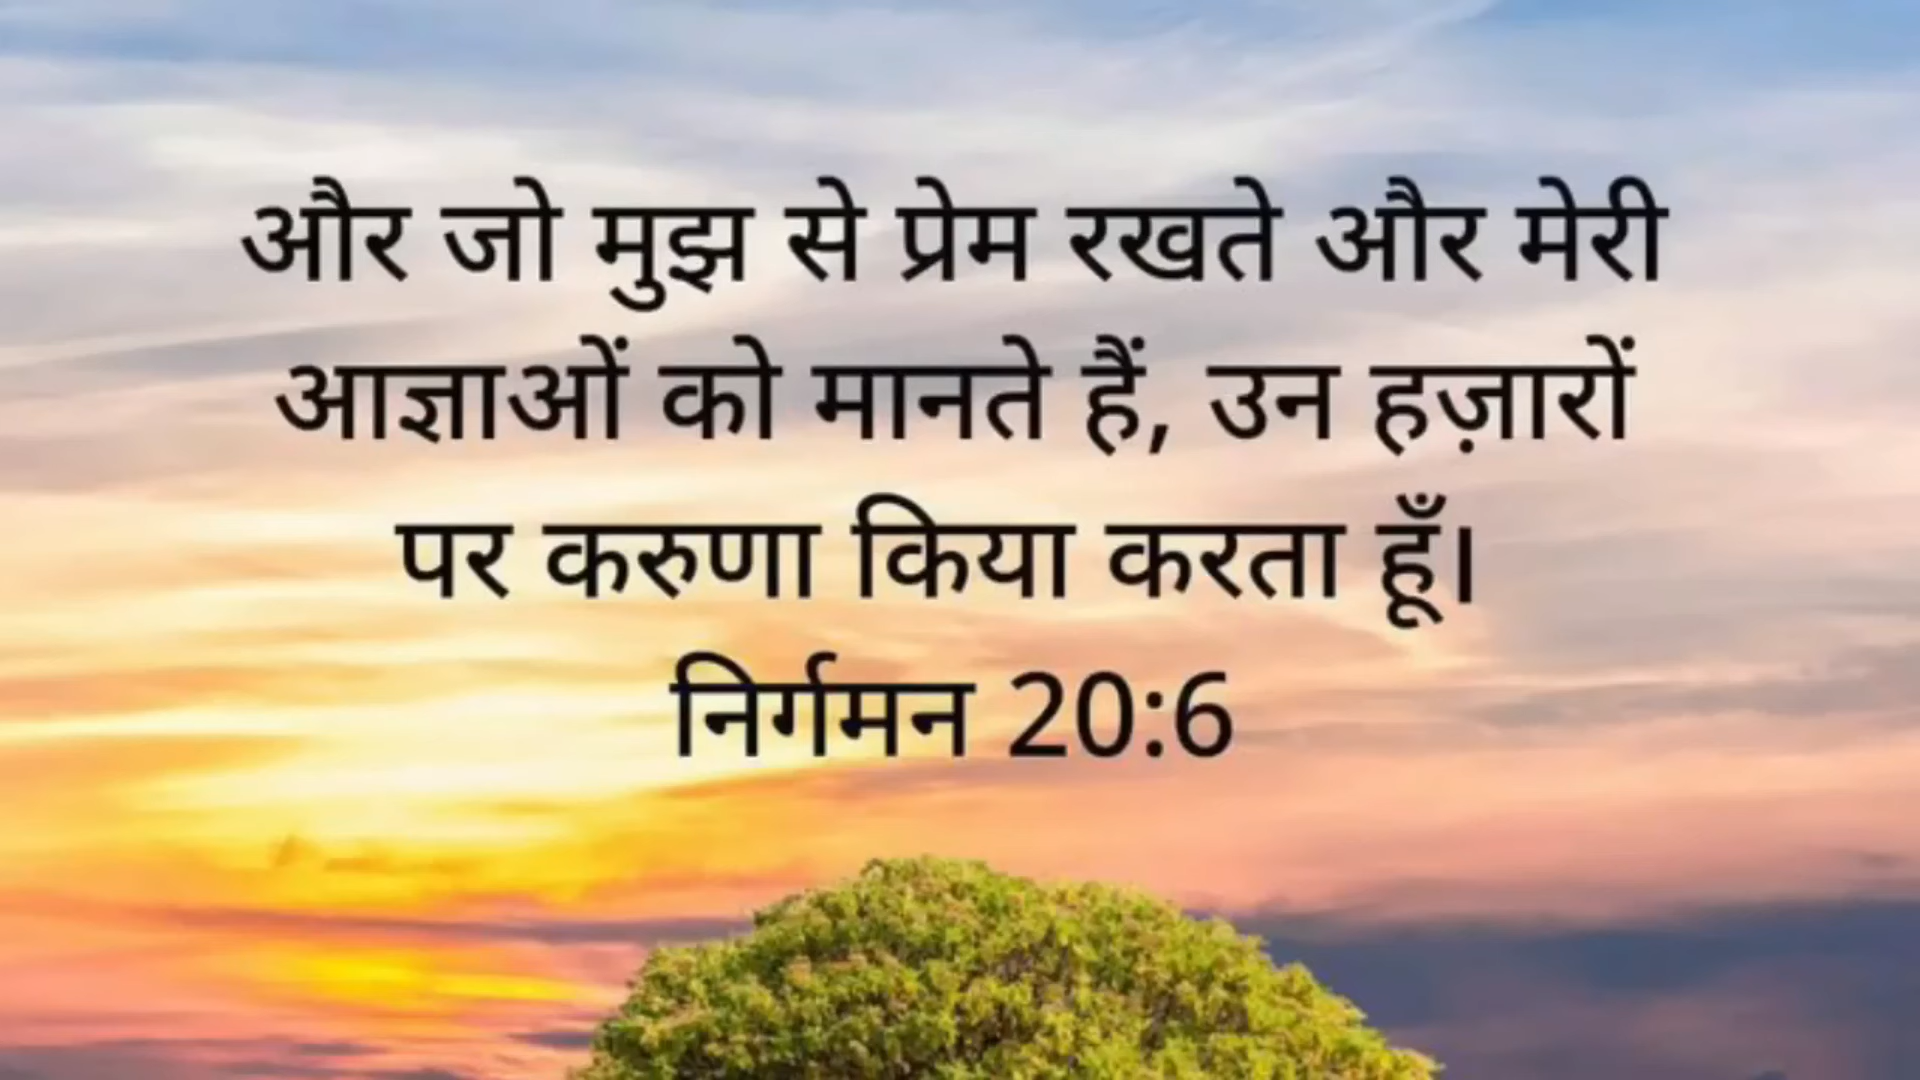 और जो मुझ से प्रेम रखते और मेरी
आज्ञाओं को मानते हैं, उन हज़ारों
पर करुणा किया करता हूँ।
निर्गमन 20:6